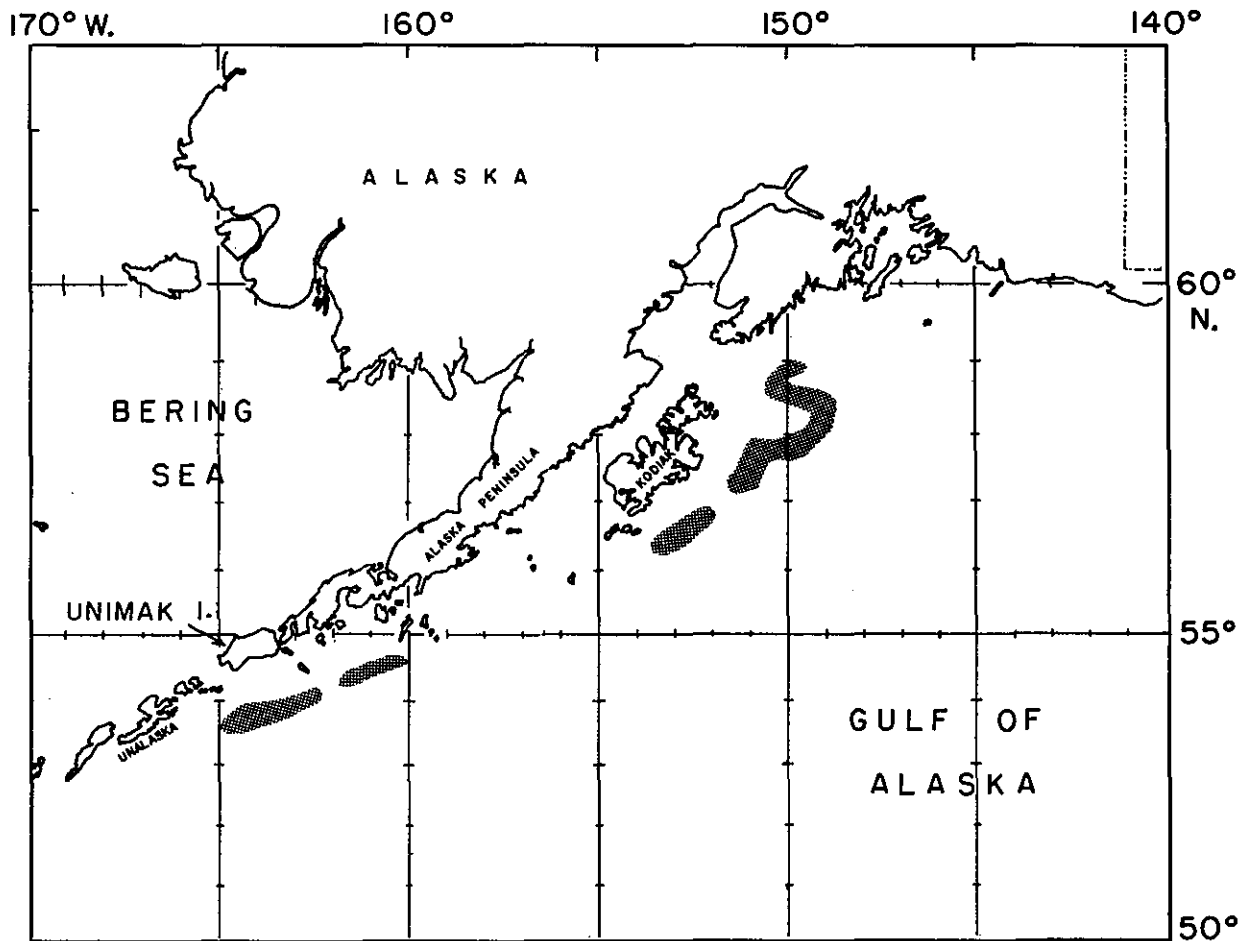 170° W.
160°
150°
140°
ALASKA
60°
N.
BERING
SEA
KODIAK
ALASKA PENINSULA
UNIMAK I.
55°
UNALASKA
GULF OF
ALASKA
50°